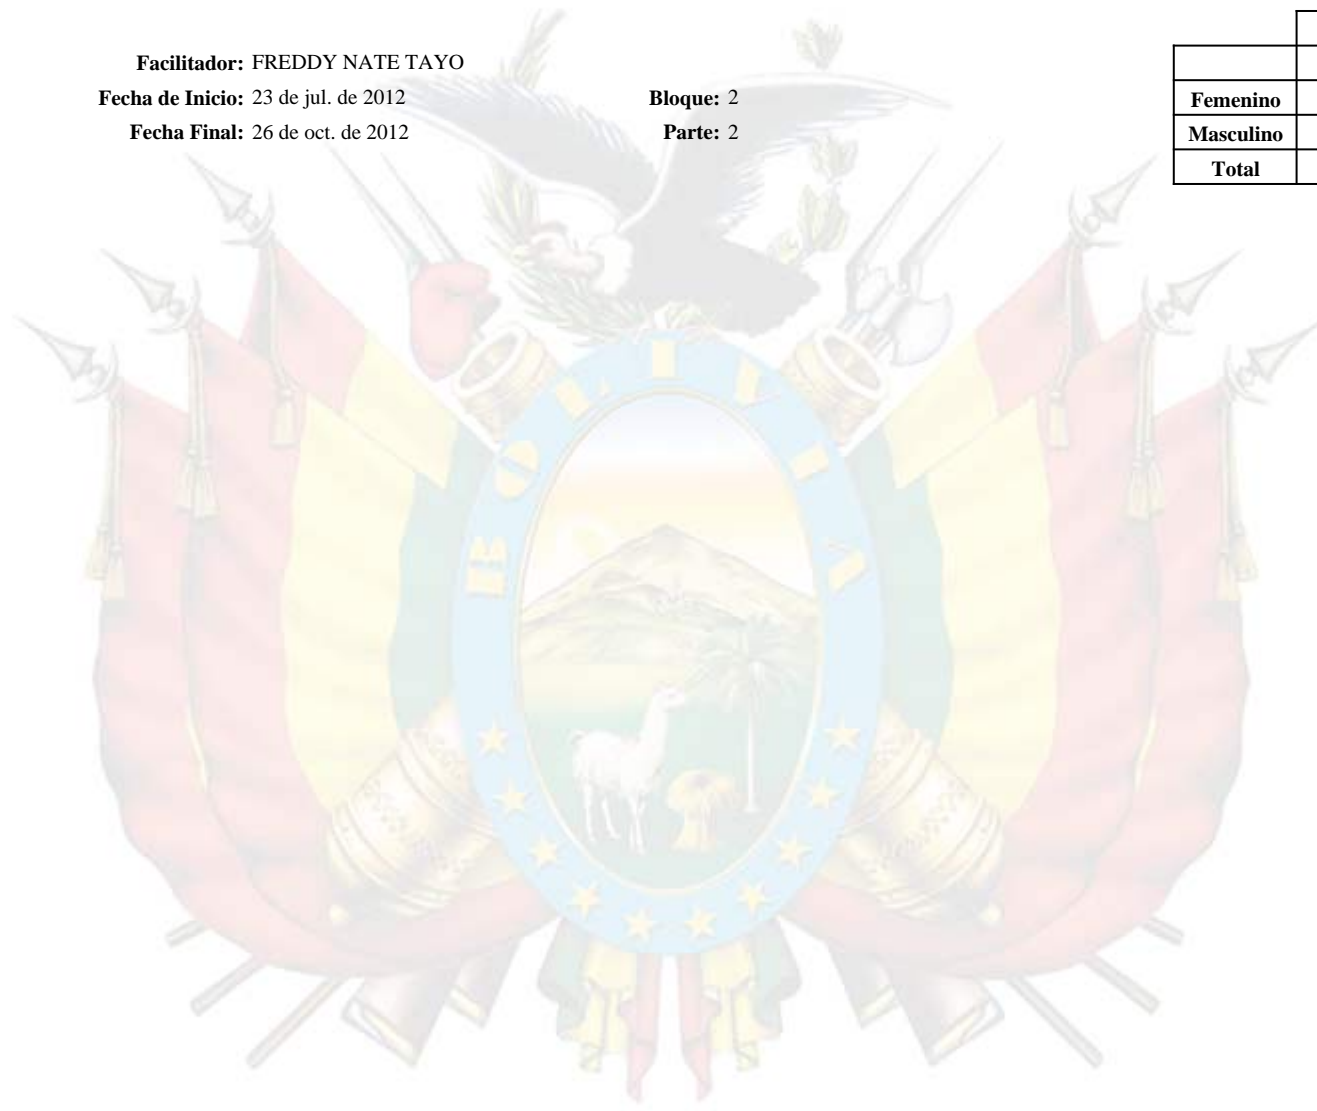 Facilitador: FREDDY NATE TAYO
Fecha de Inicio: 23 de jul. de 2012 Bloque: 2
Fecha Final: 26 de oct. de 2012 Parte: 2
Femenino
Masculino
Total
BOLIVIA